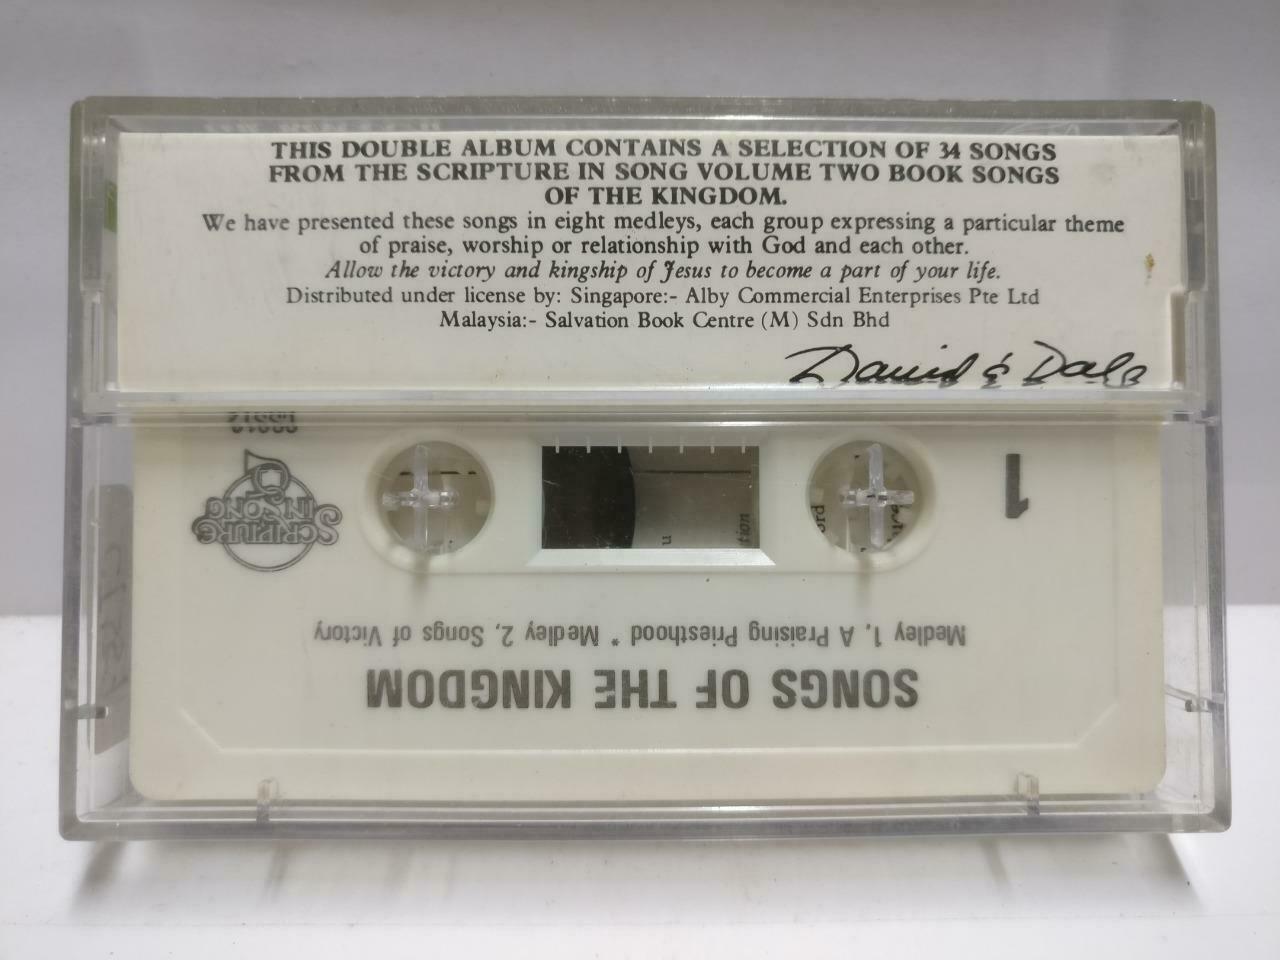 THIS DOUBLE ALBUM CONTAINS A SELECTION OF 34 SONGS
FROM THE SCRIPTURE IN SONG VOLUME TWO BOOK SONGS
OF THE KINGDOM.
We have presented these songs in eight medleys, each group expressing a particular theme
of praise, worship or relationship with God and each other.
Allow the victory and kingship of Jesus to become a part of your life.
Distributed under license by: Singapore:- Alby Commercial Enterprises Pte Ltd
Malaysia:- Salvation Book Centre (M) Sdn Bhd
David & Dale
1
SCRIPTURE
IN SONG
ord
tion
Medley 1, A Praising Priesthood * Medley 2, Songs of Victory
SONGS OF THE KINGDOM